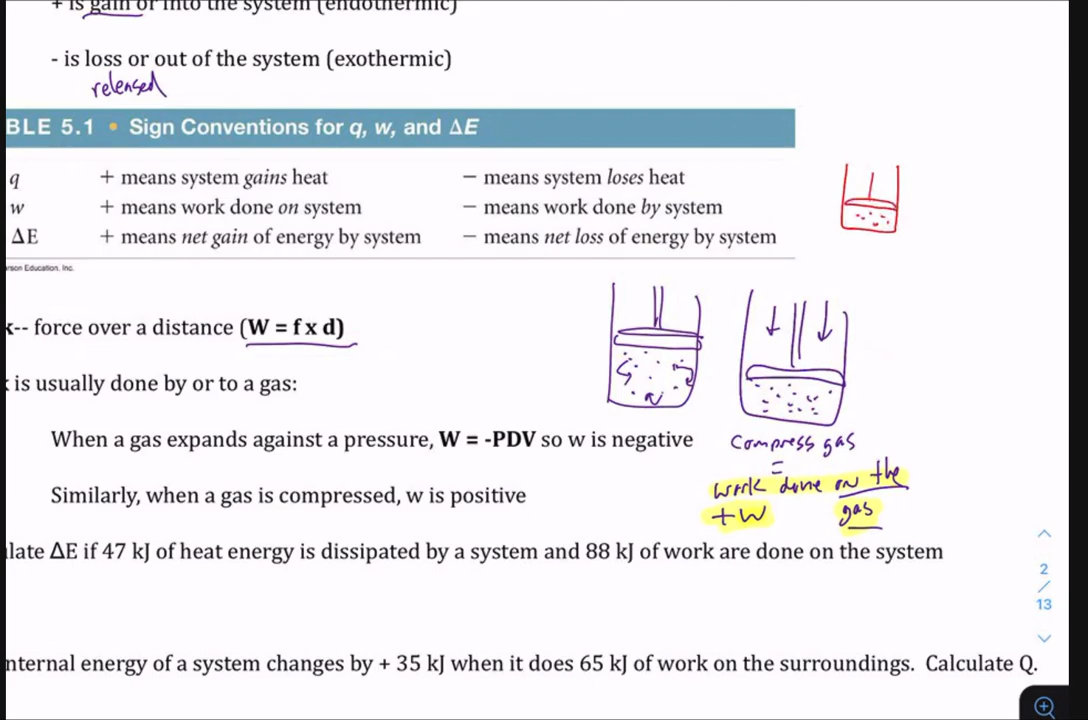 + is gain or into the system (endothermic)
- is loss or out of the system (exothermic)
released
BLE 5.1 • Sign Conventions for q, w, and ΔE
q + means system gains heat − means system loses heat
w + means work done on system − means work done by system
ΔE + means net gain of energy by system − means net loss of energy by system
rson Education, Inc.
k-- force over a distance (W = f x d)
is usually done by or to a gas:
When a gas expands against a pressure, W = -PDV so w is negative
Compress gas
=
Similarly, when a gas is compressed, w is positive
work done on the
+W gas
late ΔE if 47 kJ of heat energy is dissipated by a system and 88 kJ of work are done on the system
2
/
13
nternal energy of a system changes by + 35 kJ when it does 65 kJ of work on the surroundings. Calculate Q.